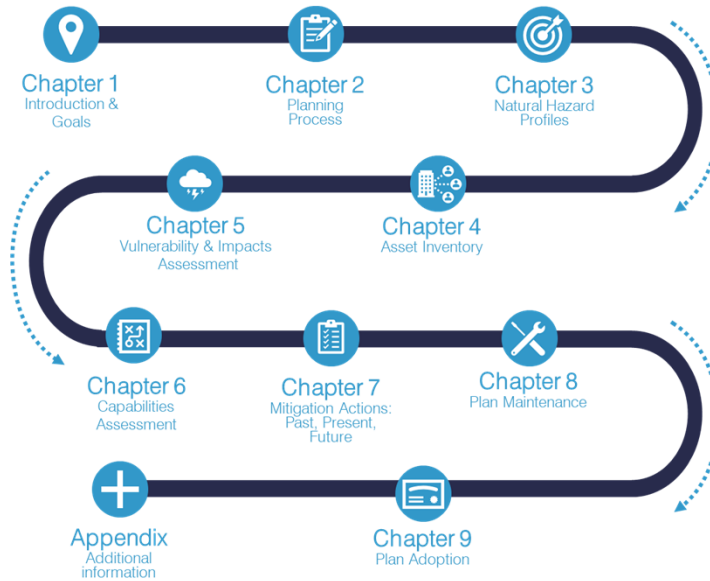 Chapter 1
Introduction &
Goals
Chapter 2
Planning
Process
Chapter 3
Natural Hazard
Profiles
Chapter 4
Asset Inventory
Chapter 5
Vulnerability & Impacts
Assessment
Chapter 6
Capabilities
Assessment
Chapter 7
Mitigation Actions:
Past, Present,
Future
Chapter 8
Plan Maintenance
Chapter 9
Plan Adoption
Appendix
Additional
information